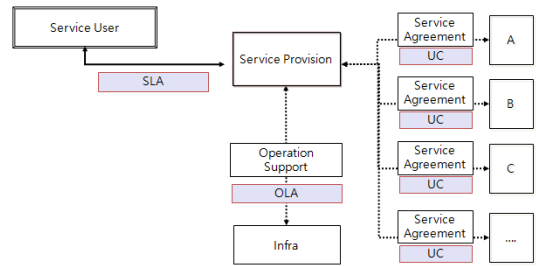 Service User
SLA
Service Provision
Operation
Support
OLA
Infra
Service
Agreement
UC
A
Service
Agreement
UC
B
Service
Agreement
UC
C
Service
Agreement
UC
....